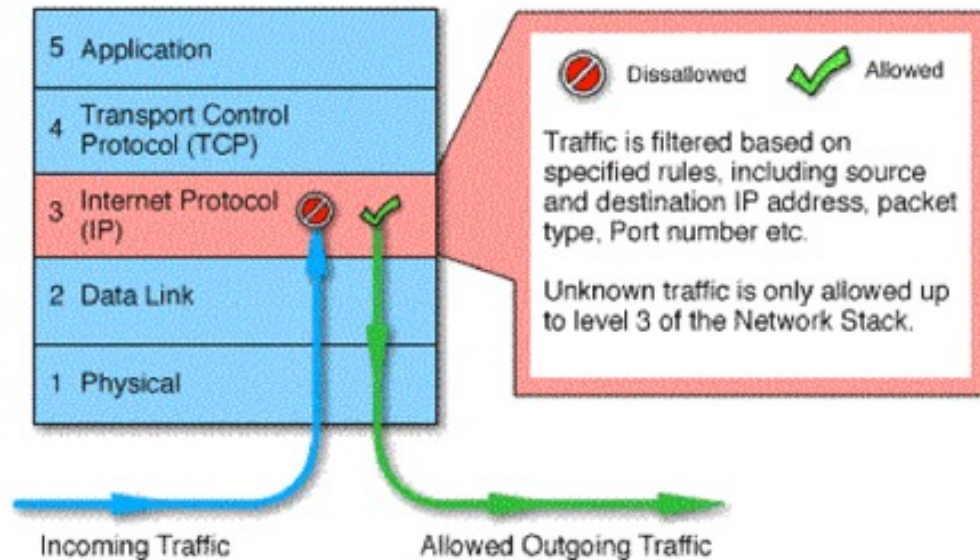 5 Application
4 Transport Control
Protocol (TCP)
3 Internet Protocol
(IP)
2 Data Link
1 Physical
Incoming Traffic
Allowed Outgoing Traffic
Dissallowed
Allowed
Traffic is filtered based on
specified rules, including source
and destination IP address, packet
type, Port number etc.
Unknown traffic is only allowed up
to level 3 of the Network Stack.